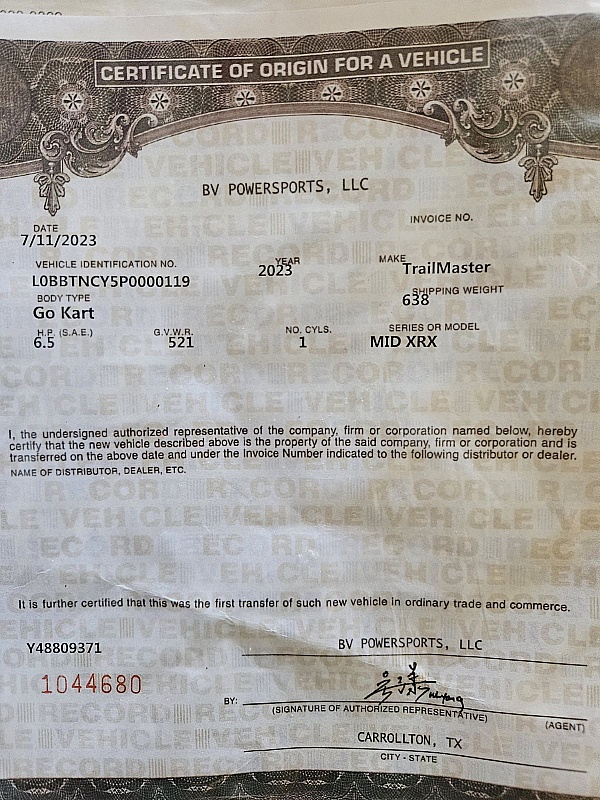 CERTIFICATE OF ORIGIN FOR A VEHICLE
BV POWERSPORTS, LLC
INVOICE NO.
DATE
7/11/2023
VEHICLE IDENTIFICATION NO.
YEAR
MAKE
L0BBTNCY5P0000119
2023
TrailMaster
BODY TYPE
SHIPPING WEIGHT
Go Kart
638
H.P. (S.A.E.)
G.V.W.R.
NO. CYLS.
SERIES OR MODEL
6.5
521
1
MID XRX
I, the undersigned authorized representative of the company, firm or corporation named below, hereby
certify that the new vehicle described above is the property of the said company, firm or corporation and is
transferred on the above date and under the Invoice Number indicated to the following distributor or dealer.
NAME OF DISTRIBUTOR, DEALER, ETC.
It is further certified that this was the first transfer of such new vehicle in ordinary trade and commerce.
Y48809371
BV POWERSPORTS, LLC
1044680
BY:
(SIGNATURE OF AUTHORIZED REPRESENTATIVE)
(AGENT)
CARROLLTON, TX
CITY - STATE